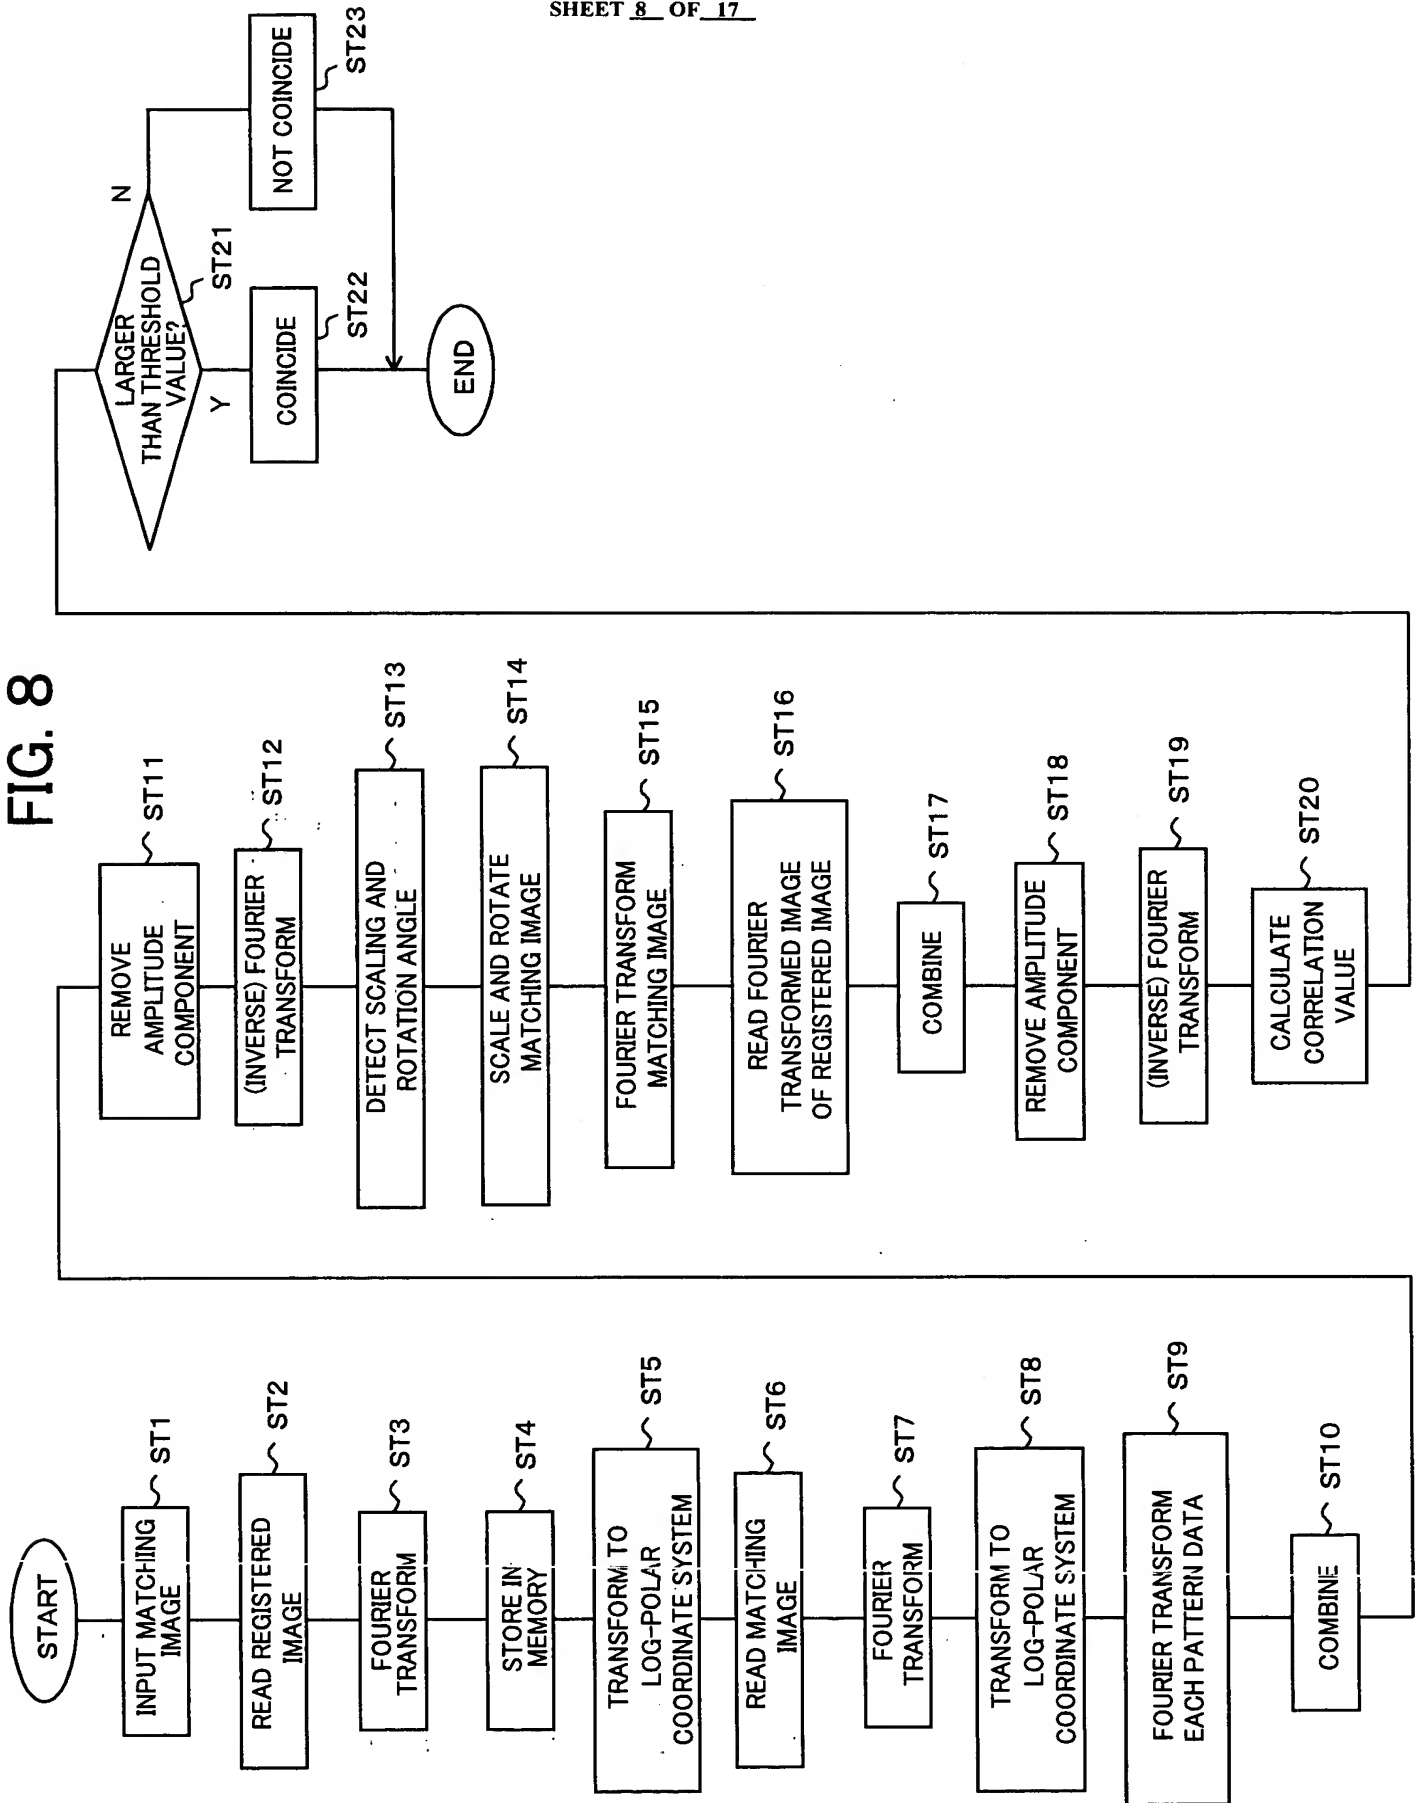 SHEET 8 OF 17
FIG. 8
START
INPUT MATCHING
IMAGE
ST1
READ REGISTERED
IMAGE
ST2
FOURIER
TRANSFORM
ST3
STORE IN
MEMORY
ST4
TRANSFORM TO
LOG-POLAR
COORDINATE SYSTEM
ST5
READ MATCHING
IMAGE
ST6
FOURIER
TRANSFORM
ST7
TRANSFORM TO
LOG-POLAR
COORDINATE SYSTEM
ST8
FOURIER TRANSFORM
EACH PATTERN DATA
ST9
COMBINE
ST10
REMOVE
AMPLITUDE
COMPONENT
ST11
(INVERSE) FOURIER
TRANSFORM
ST12
DETECT SCALING AND
ROTATION ANGLE
ST13
SCALE AND ROTATE
MATCHING IMAGE
ST14
FOURIER TRANSFORM
MATCHING IMAGE
ST15
READ FOURIER
TRANSFORMED IMAGE
OF REGISTERED IMAGE
ST16
COMBINE
ST17
REMOVE AMPLITUDE
COMPONENT
ST18
(INVERSE) FOURIER
TRANSFORM
ST19
CALCULATE
CORRELATION
VALUE
ST20
LARGER
THAN THRESHOLD
VALUE?
ST21
Y
N
COINCIDE
ST22
NOT COINCIDE
ST23
END